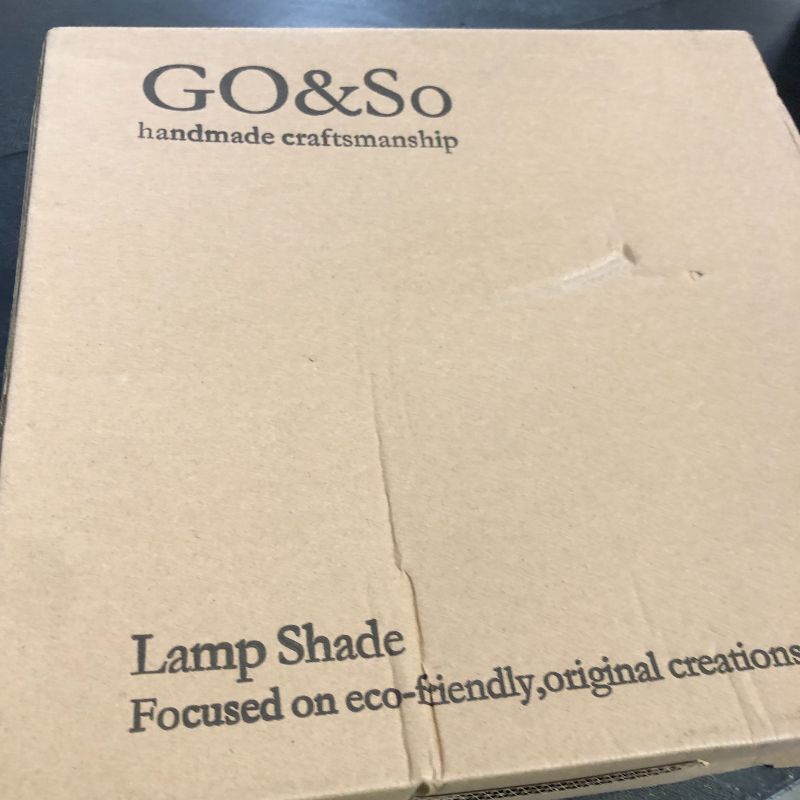 GO&So
handmade craftsmanship
Lamp Shade
Focused on eco-friendly,original creations